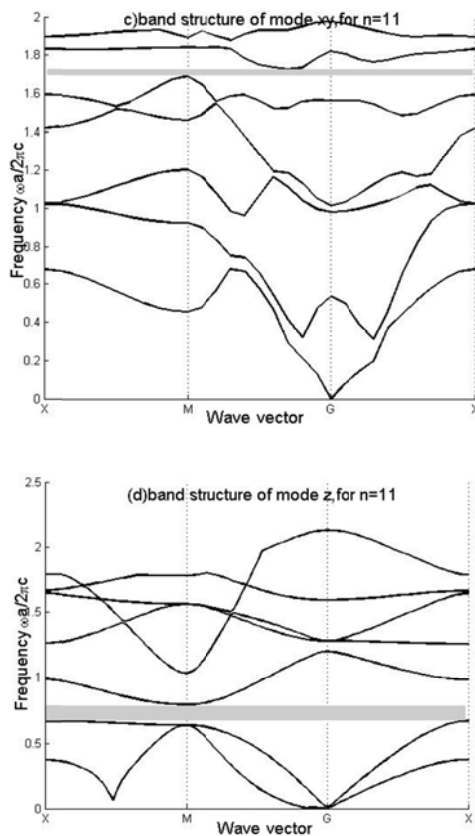 c)band structure of mode xy,for n=11
Frequency ωa/2πc
2
1.8
1.6
1.4
1.2
1
0.8
0.6
0.4
0.2
0
X
M
G
X
Wave vector
(d)band structure of mode z,for n=11
Frequency ωa/2πc
2.5
2
1.5
1
0.5
0
X
M
G
X
Wave vector